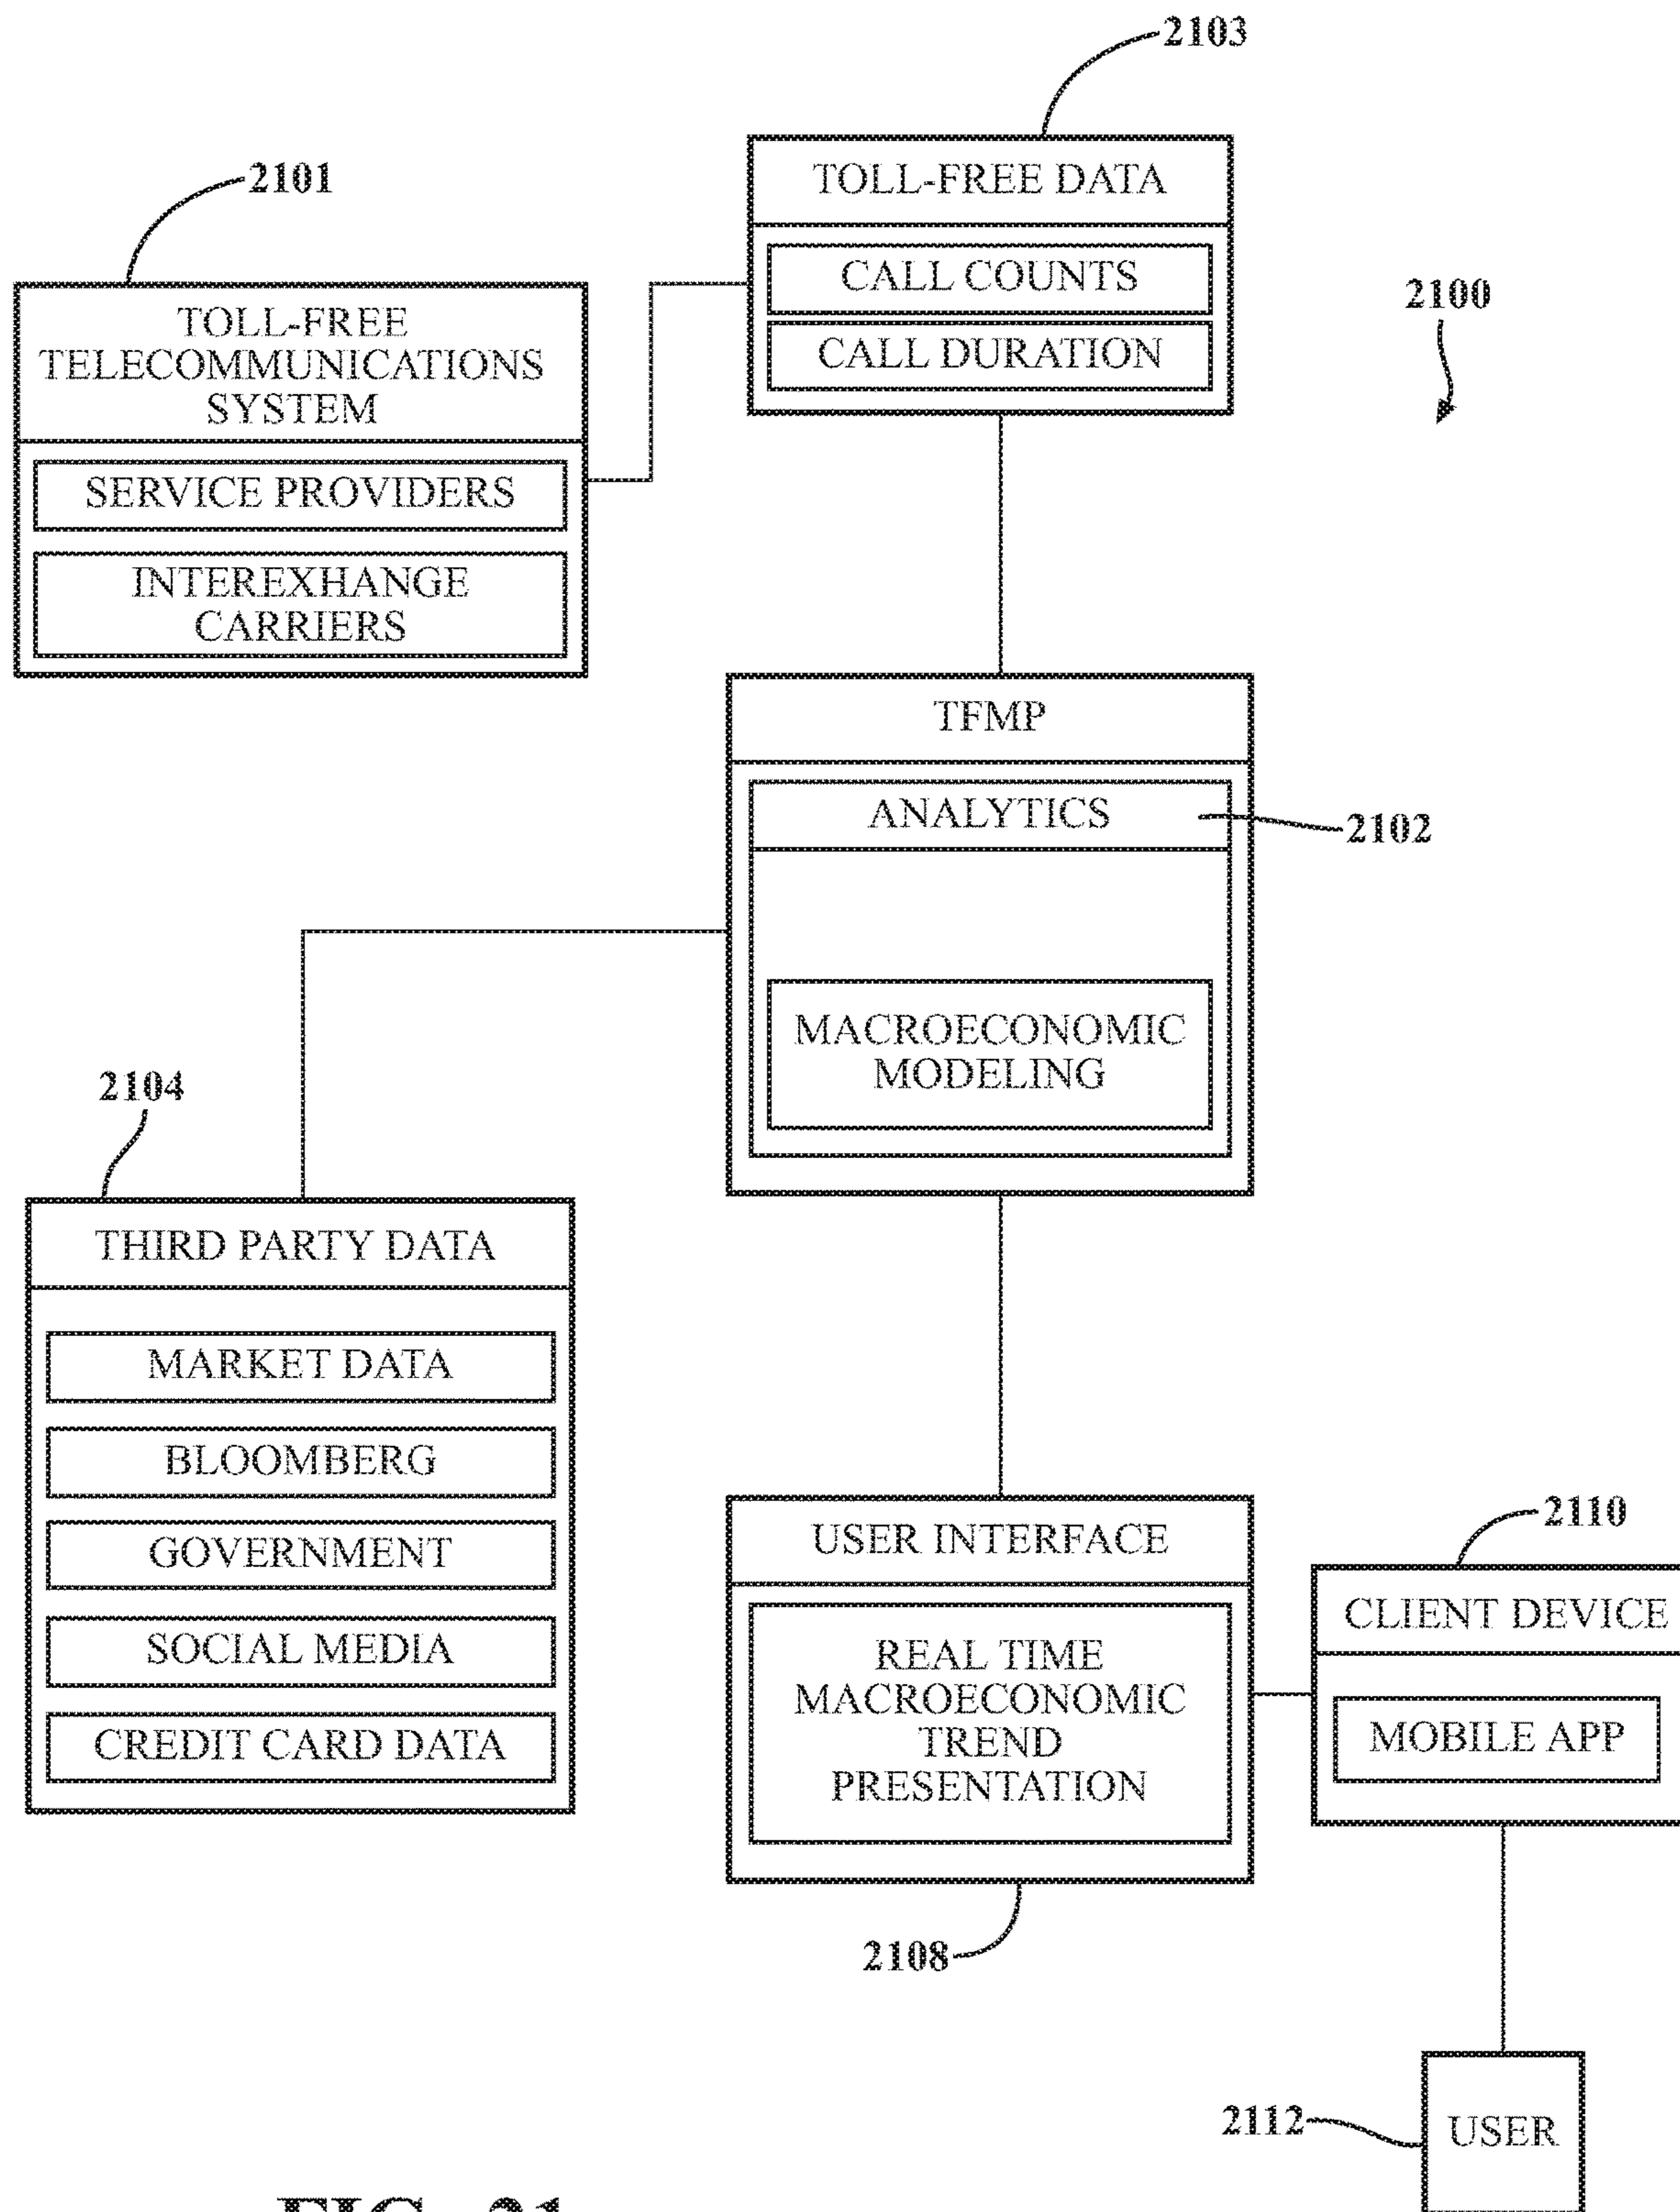 2103
TOLL-FREE DATA
CALL COUNTS
CALL DURATION
2101
TOLL-FREE
TELECOMMUNICATIONS
SYSTEM
SERVICE PROVIDERS
INTEREXHANGE
CARRIERS
2100
TFMP
ANALYTICS
2102
MACROECONOMIC
MODELING
2104
THIRD PARTY DATA
MARKET DATA
BLOOMBERG
GOVERNMENT
SOCIAL MEDIA
CREDIT CARD DATA
USER INTERFACE
REAL TIME
MACROECONOMIC
TREND
PRESENTATION
2108
2110
CLIENT DEVICE
MOBILE APP
2112
USER
FIG. 21